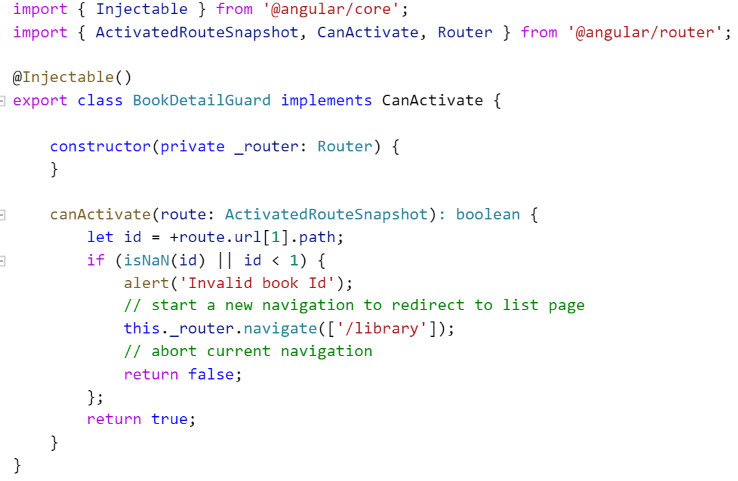 import { Injectable } from '@angular/core';
import { ActivatedRouteSnapshot, CanActivate, Router } from '@angular/router';

@Injectable()
export class BookDetailGuard implements CanActivate {

    constructor(private _router: Router) {
    }

    canActivate(route: ActivatedRouteSnapshot): boolean {
        let id = +route.url[1].path;
        if (isNaN(id) || id < 1) {
            alert('Invalid book Id');
            // start a new navigation to redirect to list page
            this._router.navigate(['/library']);
            // abort current navigation
            return false;
        };
        return true;
    }
}